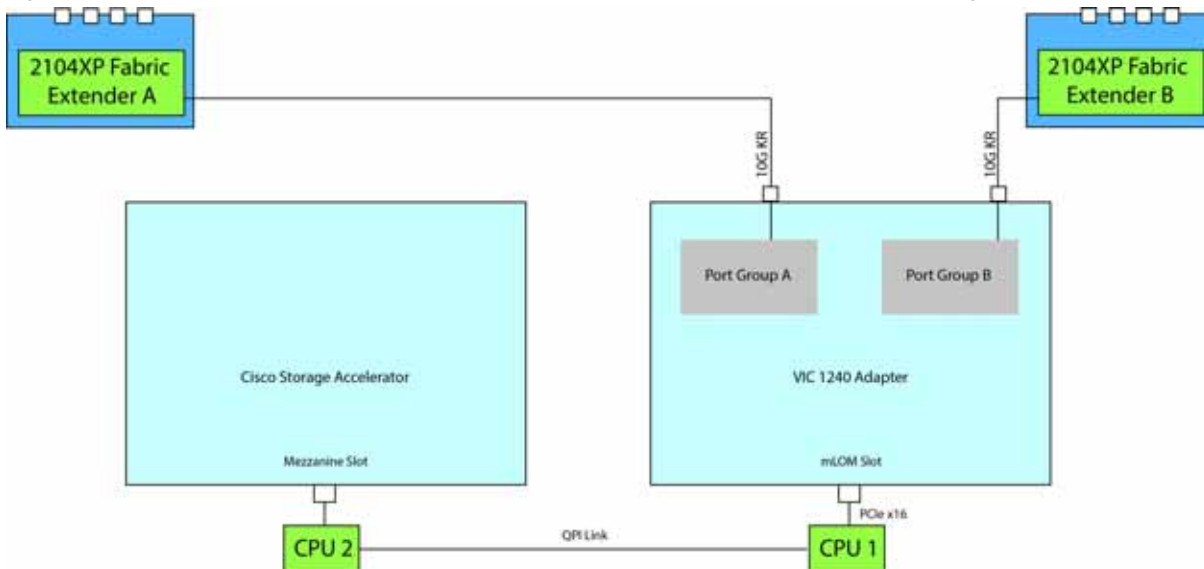 2104XP Fabric
Extender A
2104XP Fabric
Extender B
10G KR
10G KR
Port Group A
Port Group B
Cisco Storage Accelerator
VIC 1240 Adapter
Mezzanine Slot
mLOM Slot
PCIe x16
QPI Link
CPU 2
CPU 1